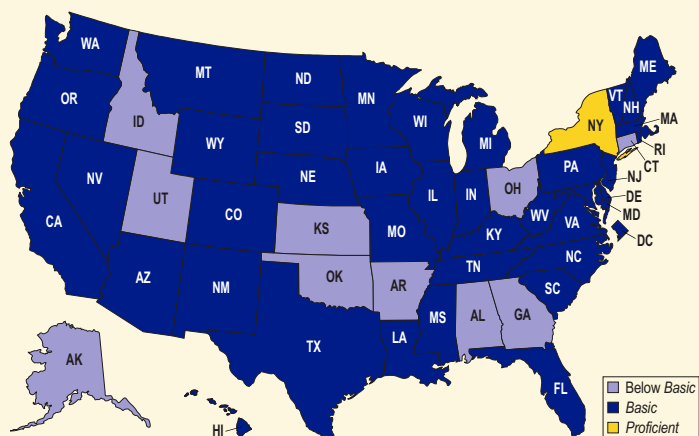 WA
MT
ND
MN
ME
VT
NH
OR
ID
WY
SD
WI
MI
NY
MA
RI
CT
NV
UT
NE
IA
IL
IN
OH
PA
NJ
DE
MD
DC
CA
CO
KS
MO
KY
WV
VA
AZ
NM
OK
AR
TN
NC
SC
TX
LA
MS
AL
GA
FL
AK
HI
Below Basic
Basic
Proficient